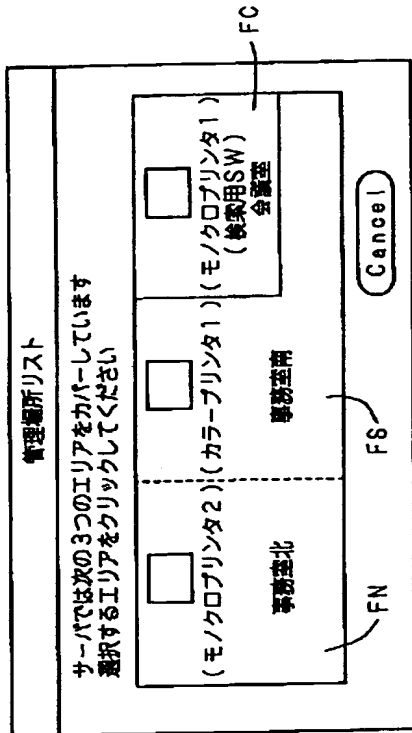 管理場所リスト
サーバでは次の3つのエリアをカバーしています
選択するエリアをクリックしてください
(モノクロプリンタ2)
(カラープリンタ1)
(モノクロプリンタ1)
(検索用SW)
会議室
事務室北
事務室南
Cancel
FN
FS
FC